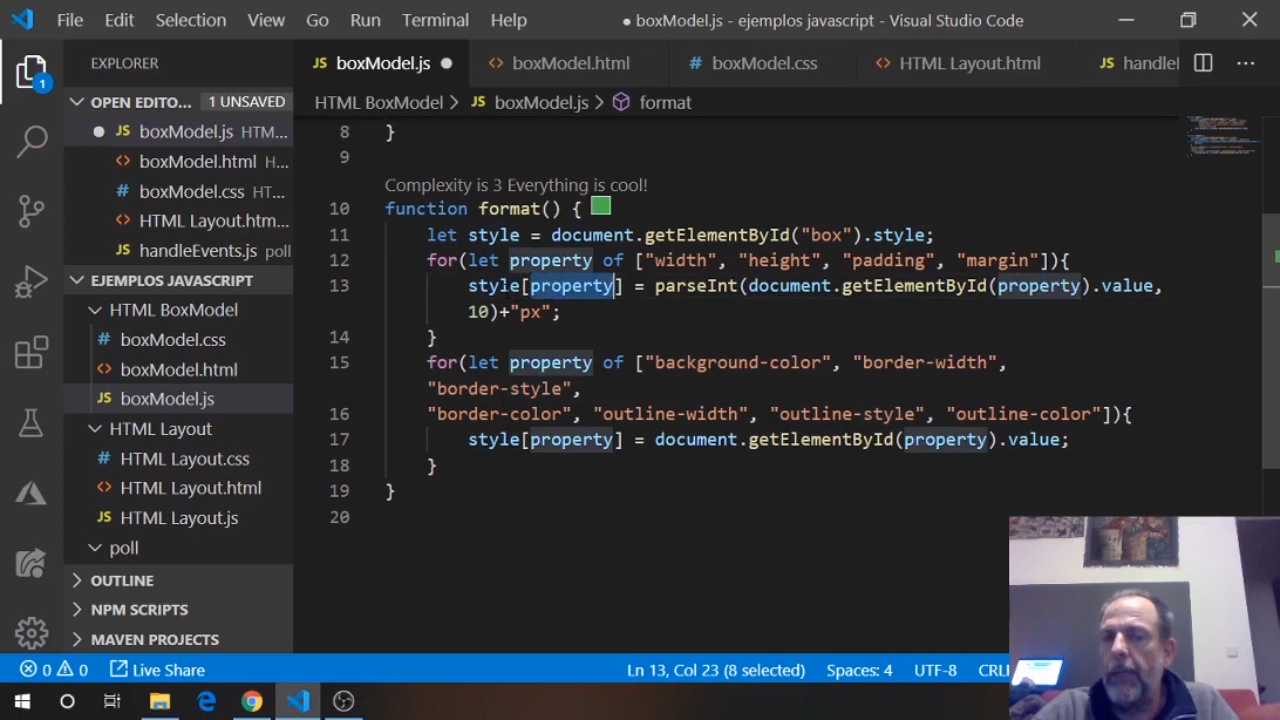 File Edit Selection View Go Run Terminal Help ● boxModel.js - ejemplos javascript - Visual Studio Code
EXPLORER
1
OPEN EDITO... 1 UNSAVED
boxModel.js HTM...
boxModel.html H...
boxModel.css HT...
HTML Layout.htm...
handleEvents.js poll
EJEMPLOS JAVASCRIPT
HTML BoxModel
boxModel.css
boxModel.html
boxModel.js
HTML Layout
HTML Layout.css
HTML Layout.html
HTML Layout.js
poll
OUTLINE
NPM SCRIPTS
MAVEN PROJECTS
JS boxModel.js ● <> boxModel.html # boxModel.css <> HTML Layout.html JS handleI
HTML BoxModel > JS boxModel.js > format
8 }
9
Complexity is 3 Everything is cool!
10 function format() {
11 let style = document.getElementById("box").style;
12 for(let property of ["width", "height", "padding", "margin"]){
13 style[property] = parseInt(document.getElementById(property).value,
10)+"px";
14 }
15 for(let property of ["background-color", "border-width",
"border-style",
16 "border-color", "outline-width", "outline-style", "outline-color"]){
17 style[property] = document.getElementById(property).value;
18 }
19 }
20
0 0 Live Share Ln 13, Col 23 (8 selected) Spaces: 4 UTF-8 CRL